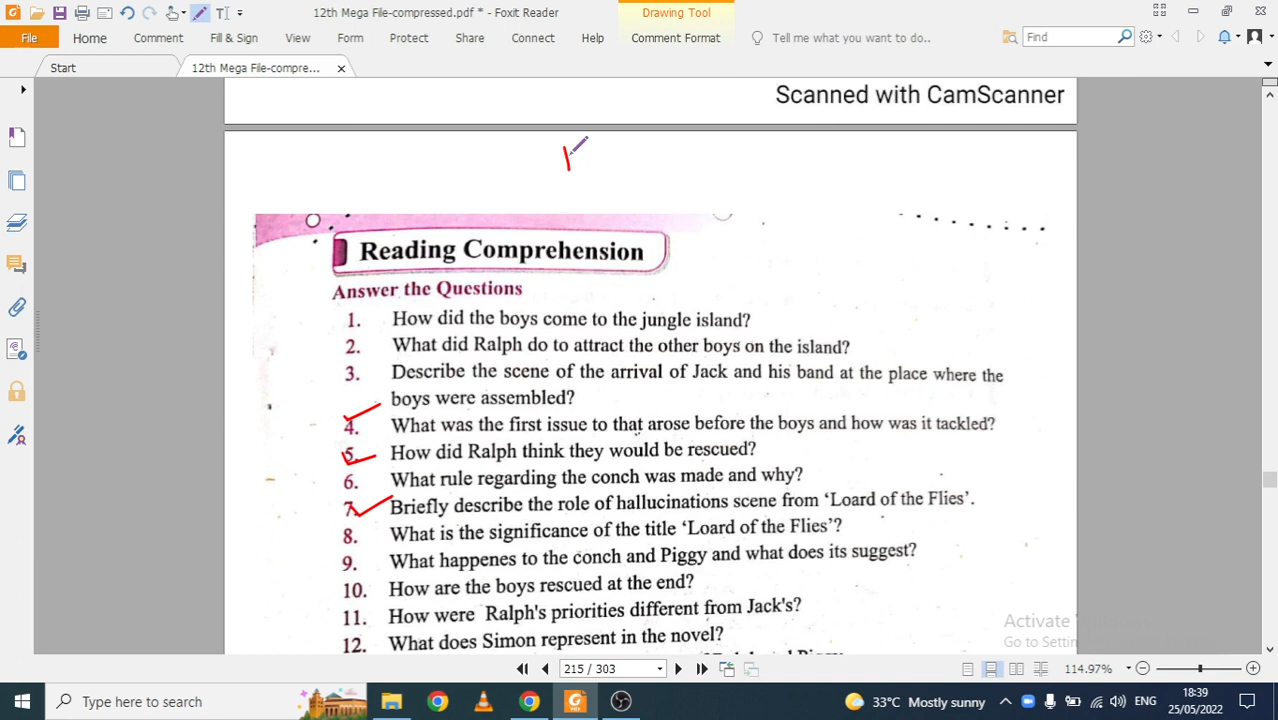 12th Mega File-compressed.pdf * - Foxit Reader
Drawing Tool
File Home Comment Fill & Sign View Form Protect Share Connect Help Comment Format Tell me what you want to do.. Find
Start 12th Mega File-compre...
Scanned with CamScanner
Reading Comprehension
Answer the Questions
1. How did the boys come to the jungle island?
2. What did Ralph do to attract the other boys on the island?
3. Describe the scene of the arrival of Jack and his band at the place where the
boys were assembled?
4. What was the first issue to that arose before the boys and how was it tackled?
5. How did Ralph think they would be rescued?
6. What rule regarding the conch was made and why?
7. Briefly describe the role of hallucinations scene from ‘Loard of the Flies’.
8. What is the significance of the title ‘Loard of the Flies’?
9. What happenes to the conch and Piggy and what does its suggest?
10. How are the boys rescued at the end?
11. How were Ralph's priorities different from Jack's?
12. What does Simon represent in the novel?
Activate
Go to Settin
215 / 303
114.97%
Type here to search
33°C Mostly sunny
ENG
18:39
25/05/2022